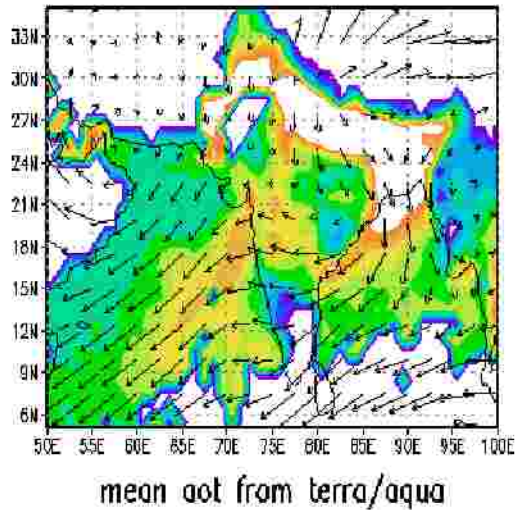 33N
30N
27N
24N
21N
18N
15N
12N
9N
6N
50E 55E 60E 65E 70E 75E 80E 85E 90E 95E 100E
mean aot from terra/aqua